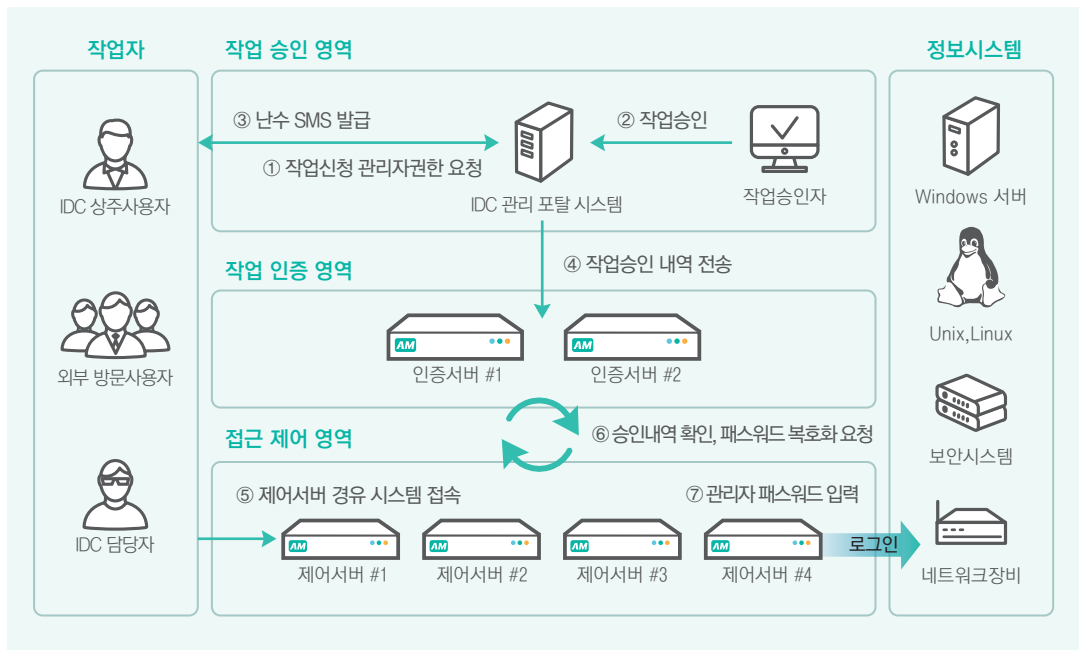 작업자
작업 승인 영역
정보시스템
③ 난수 SMS 발급
② 작업승인
① 작업신청 관리자권한 요청
IDC 상주사용자
IDC 관리 포탈 시스템
작업승인자
Windows 서버
작업 인증 영역
④ 작업승인 내역 전송
Unix,Linux
AM
AM
외부 방문사용자
인증서버 #1
인증서버 #2
접근 제어 영역
⑥ 승인내역 확인, 패스워드 복호화 요청
보안시스템
⑤ 제어서버 경유 시스템 접속
⑦ 관리자 패스워드 입력
IDC 담당자
AM
AM
AM
AM
로그인
제어서버 #1
제어서버 #2
제어서버 #3
제어서버 #4
네트워크장비